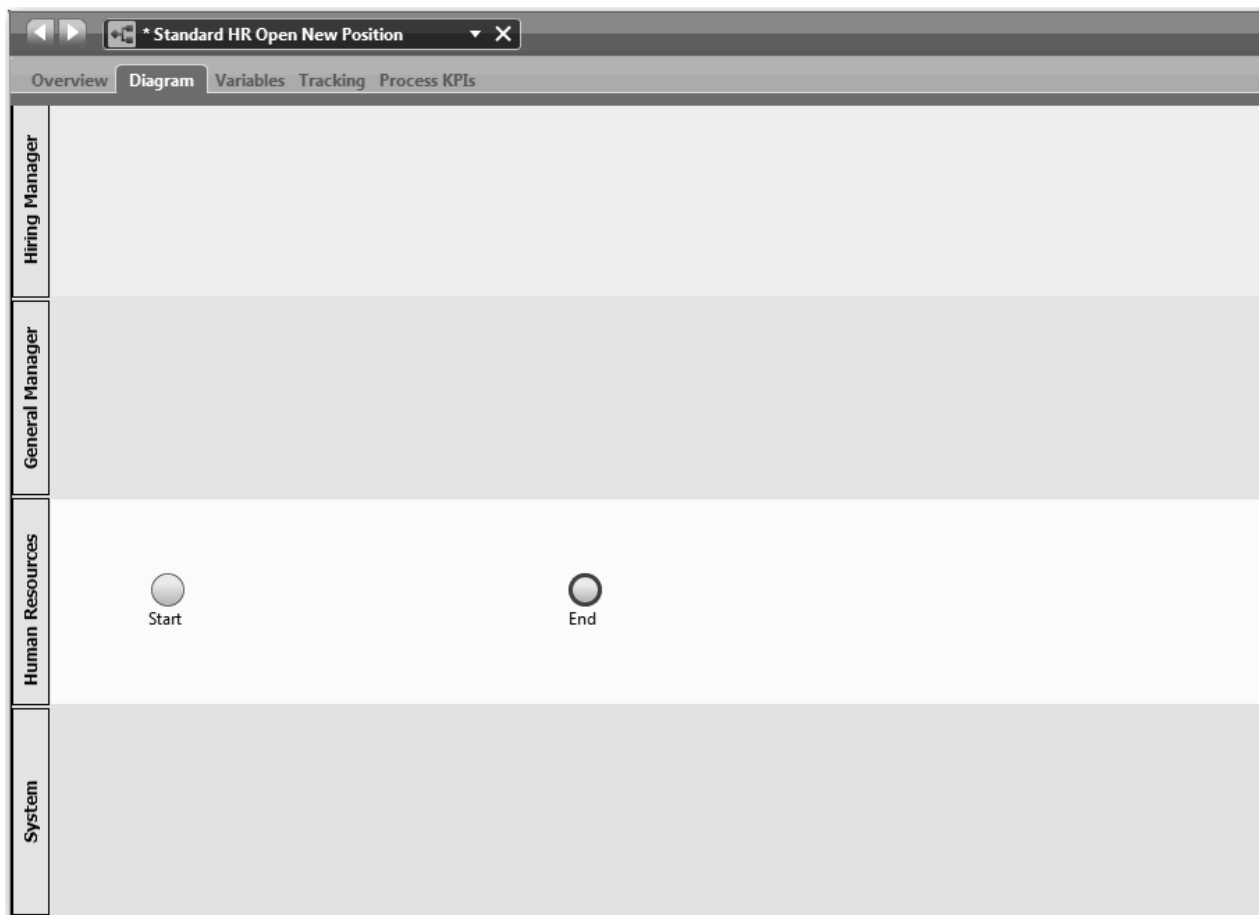 * Standard HR Open New Position
Overview Diagram Variables Tracking Process KPIs
Hiring Manager
General Manager
Human Resources
Start End
System